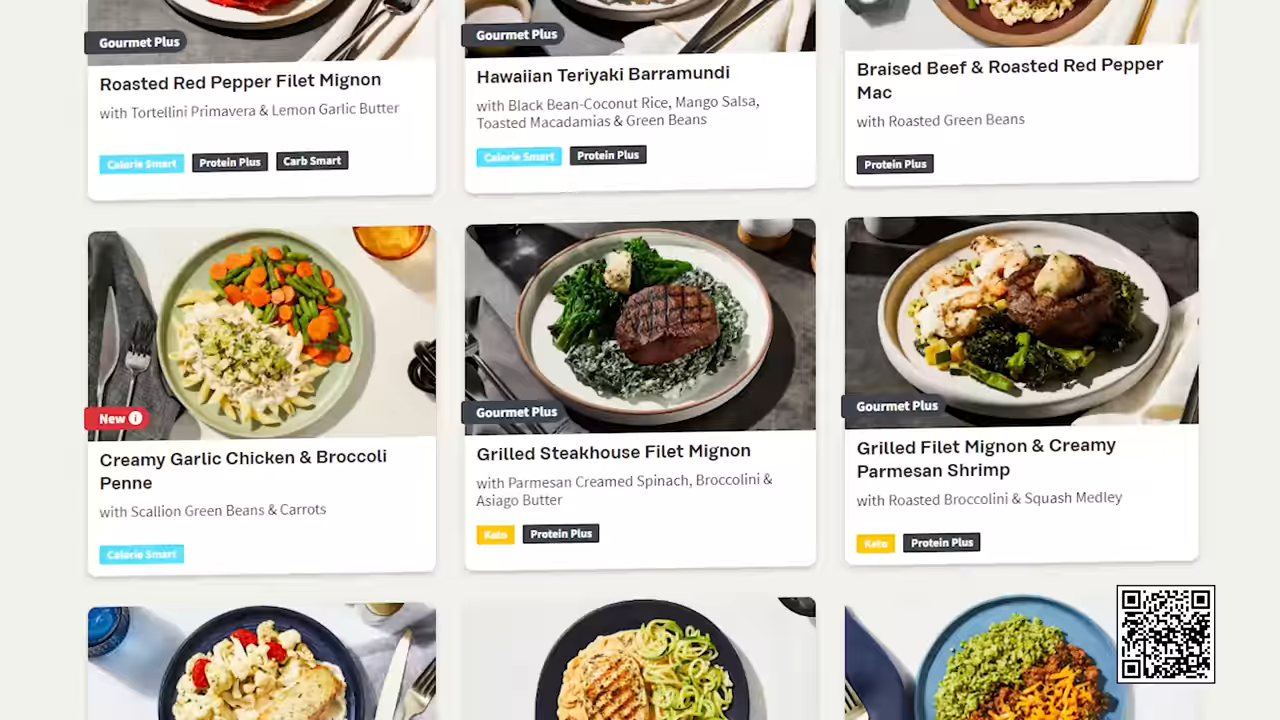 Gourmet Plus
Roasted Red Pepper Filet Mignon
with Tortellini Primavera & Lemon Garlic Butter
Calorie Smart
Protein Plus
Carb Smart
Gourmet Plus
Hawaiian Teriyaki Barramundi
with Black Bean-Coconut Rice, Mango Salsa,
Toasted Macadamias & Green Beans
Calorie Smart
Protein Plus
Braised Beef & Roasted Red Pepper
Mac
with Roasted Green Beans
Protein Plus
New
Creamy Garlic Chicken & Broccoli
Penne
with Scallion Green Beans & Carrots
Calorie Smart
Gourmet Plus
Grilled Steakhouse Filet Mignon
with Parmesan Creamed Spinach, Broccolini &
Asiago Butter
Keto
Protein Plus
Gourmet Plus
Grilled Filet Mignon & Creamy
Parmesan Shrimp
with Roasted Broccolini & Squash Medley
Keto
Protein Plus